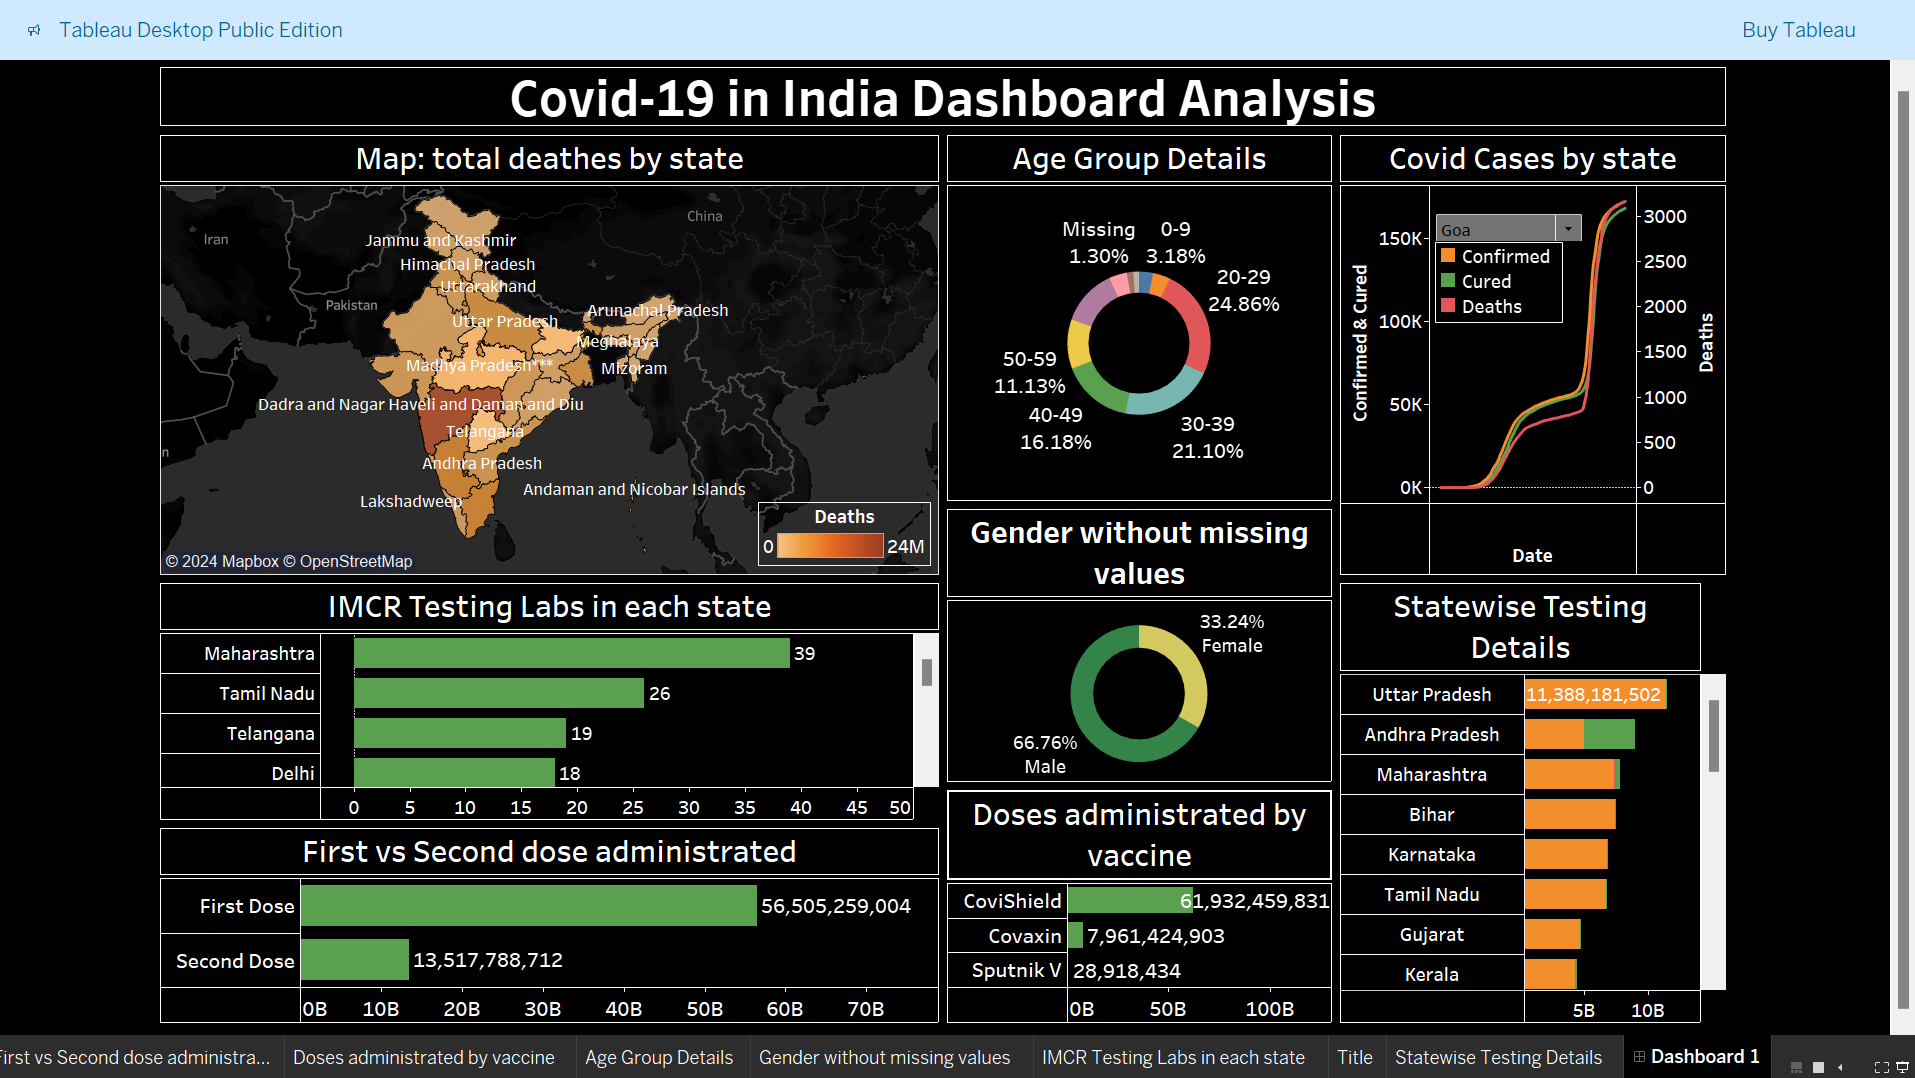 Tableau Desktop Public Edition
Buy Tableau
Covid-19 in India Dashboard Analysis
Map: total deathes by state
China
Iran
Jammu and Kashmir
Himachal Pradesh
Uttarakhand
Pakistan
Arunachal Pradesh
Uttar Pradesh
Meghalaya
Madhya Pradesh***
Mizoram
Dadra and Nagar Haveli and Daman and Diu
Telangana
n
Andhra Pradesh
Andaman and Nicobar Islands
Lakshadweep
Deaths
0 24M
© 2024 Mapbox © OpenStreetMap
Age Group Details
Missing 0-9
1.30% 3.18%
20-29
24.86%
50-59
11.13%
40-49
16.18%
30-39
21.10%
Covid Cases by state
Goa
Confirmed
Cured
Deaths
150K
100K
50K
0K
Confirmed & Cured
3000
2500
2000
1500
1000
500
0
Deaths
Date
Gender without missing
values
33.24%
Female
66.76%
Male
IMCR Testing Labs in each state
Maharashtra 39
Tamil Nadu 26
Telangana 19
Delhi 18
0 5 10 15 20 25 30 35 40 45 50
First vs Second dose administrated
First Dose 56,505,259,004
Second Dose 13,517,788,712
0B 10B 20B 30B 40B 50B 60B 70B
Doses administrated by
vaccine
CoviShield 61,932,459,831
Covaxin 7,961,424,903
Sputnik V 28,918,434
0B 50B 100B
Statewise Testing
Details
Uttar Pradesh 11,388,181,502
Andhra Pradesh
Maharashtra
Bihar
Karnataka
Tamil Nadu
Gujarat
Kerala
5B 10B
First vs Second dose administra... Doses administrated by vaccine Age Group Details Gender without missing values IMCR Testing Labs in each state Title Statewise Testing Details Dashboard 1